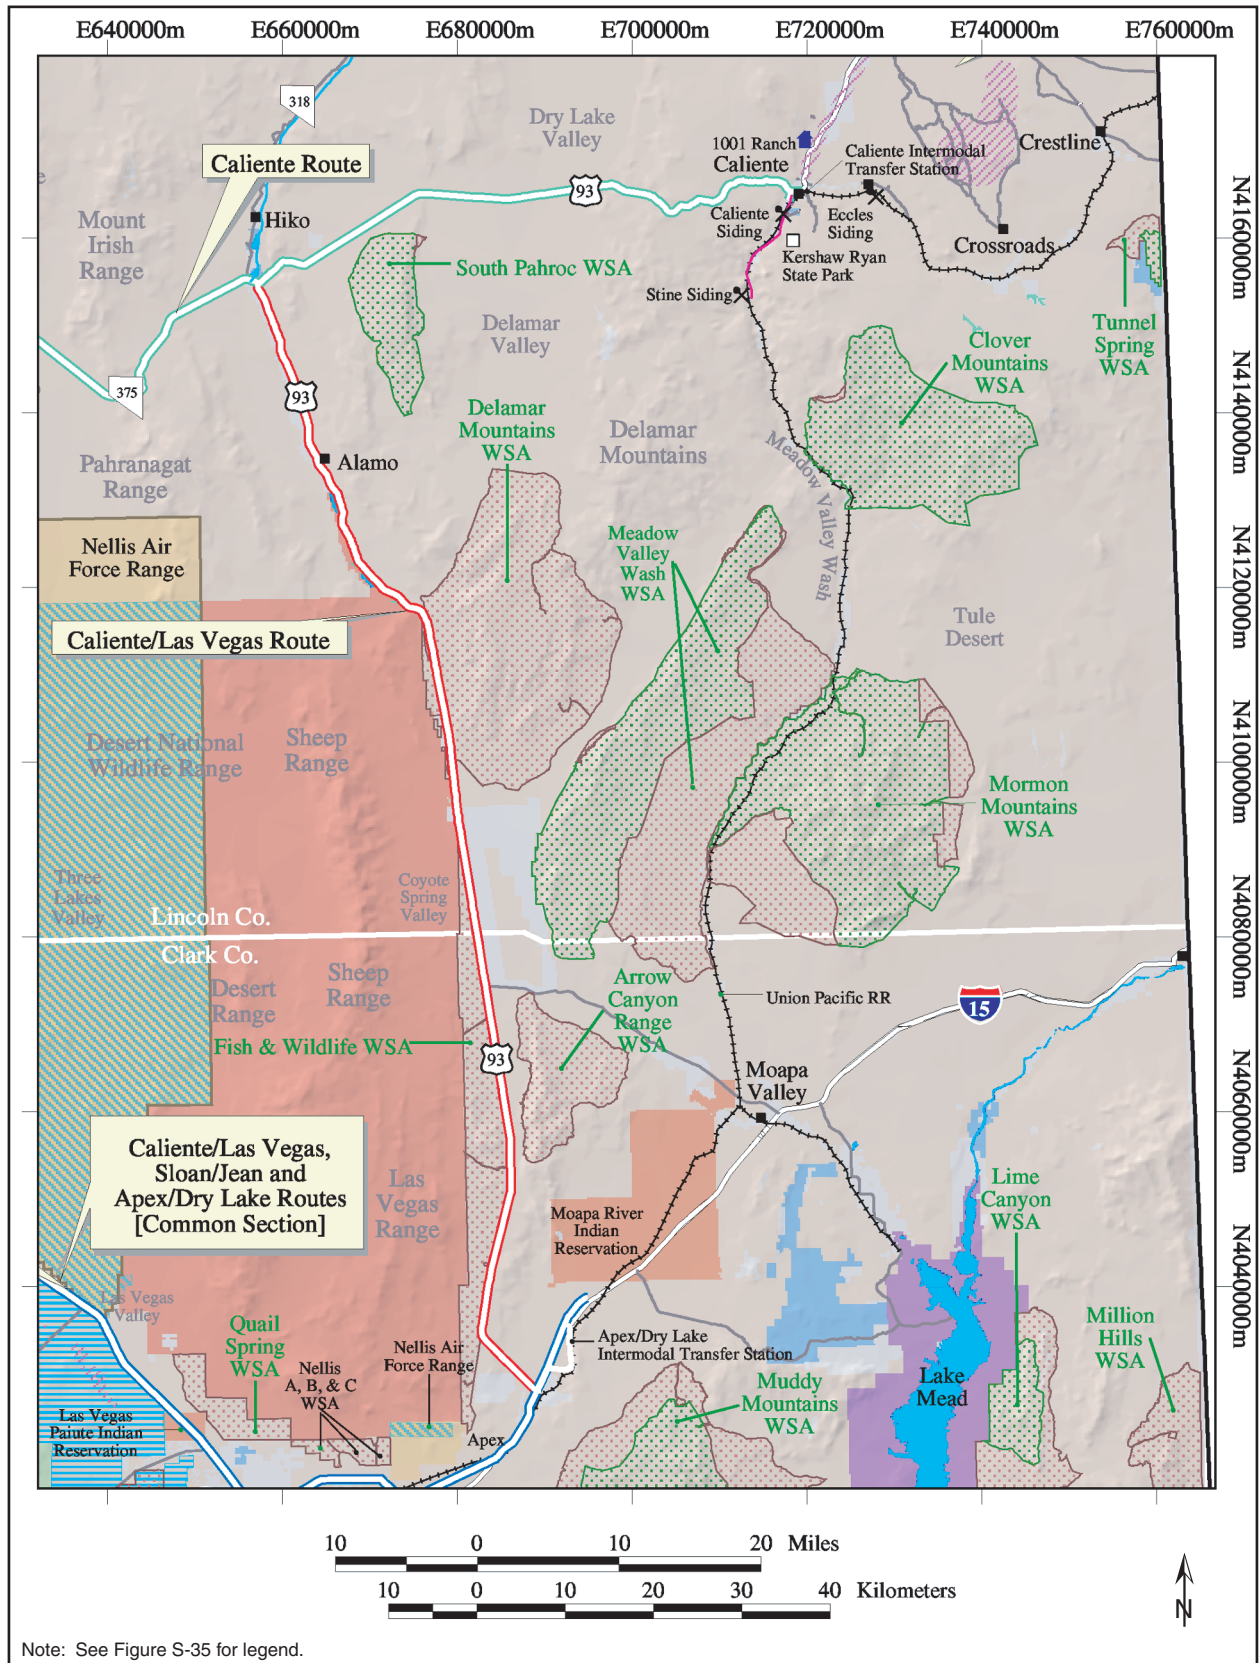 E640000m E660000m E680000m E700000m E720000m E740000m E760000m
318
Dry Lake
Valley
1001 Ranch
Caliente
Caliente Intermodal
Transfer Station
Crestline
Caliente Route
93
Mount
Irish
Range
Hiko
Caliente
Siding
Eccles
Siding
Crossroads
Kershaw Ryan
State Park
South Pahroc WSA
Stine Siding
N4160000m
Delamar
Valley
Tunnel
Spring
WSA
Clover
Mountains
WSA
375
93
N4140000m
Delamar
Mountains
WSA
Delamar
Mountains
Pahranagat
Range
Alamo
Meadow Valley Wash
Nellis Air
Force Range
Meadow
Valley
Wash
WSA
N4120000m
Caliente/Las Vegas Route
Tule
Desert
Desert National
Wildlife Range
Sheep
Range
N4100000m
Mormon
Mountains
WSA
Three
Lakes
Valley
Coyote
Spring
Valley
Lincoln Co.
Clark Co.
N4080000m
Desert
Range
Sheep
Range
Arrow
Canyon
Range
WSA
Union Pacific RR
15
Fish & Wildlife WSA
93
Moapa
Valley
N4060000m
Caliente/Las Vegas,
Sloan/Jean and
Apex/Dry Lake Routes
[Common Section]
Las
Vegas
Range
Lime
Canyon
WSA
Moapa River
Indian
Reservation
N4040000m
Las Vegas
Valley
Quail
Spring
WSA
Nellis
A, B, & C
WSA
Nellis Air
Force Range
Apex/Dry Lake
Intermodal Transfer Station
Million
Hills
WSA
Lake
Mead
Muddy
Mountains
WSA
Las Vegas
Paiute Indian
Reservation
Apex
10 0 10 20 Miles
10 0 10 20 30 40 Kilometers
N
Note: See Figure S-35 for legend.